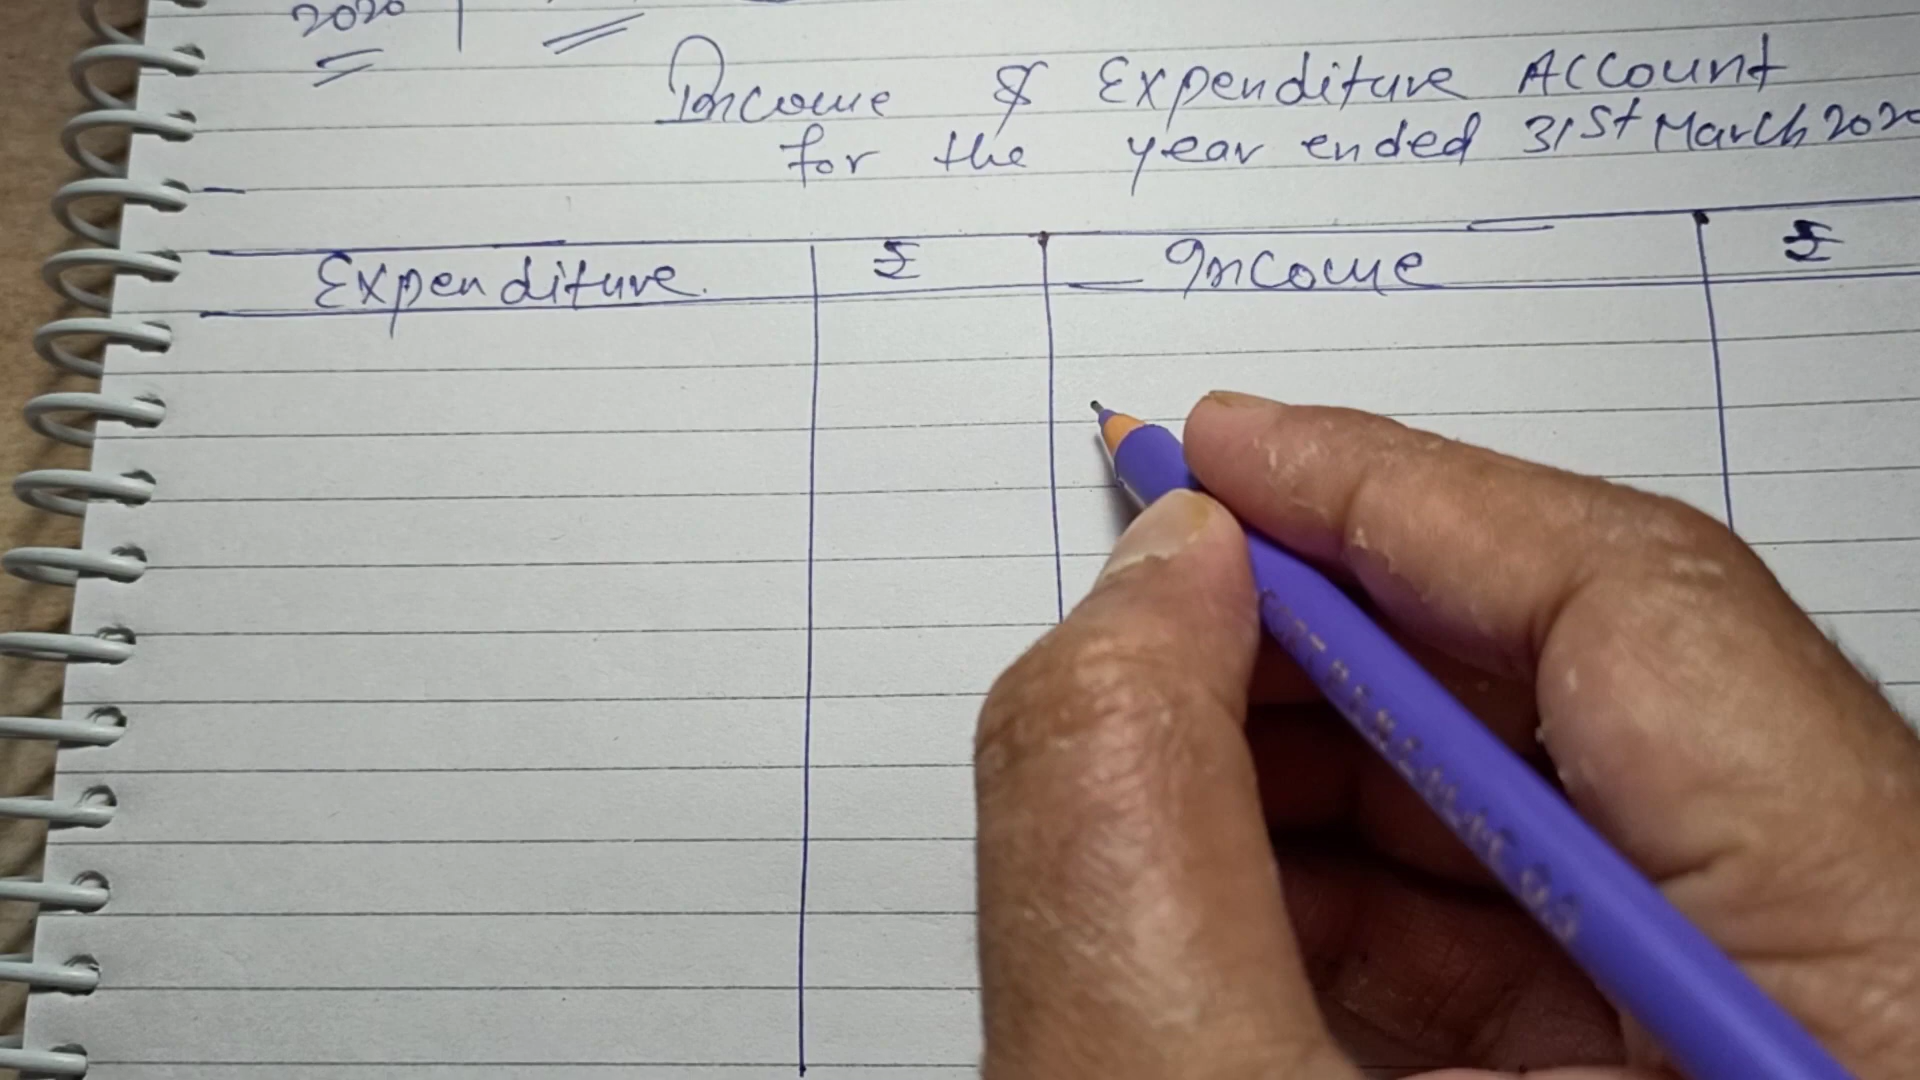 2020
Income & Expenditure Account
for the year ended 31st March 2020
Expenditure. ₹ Income ₹